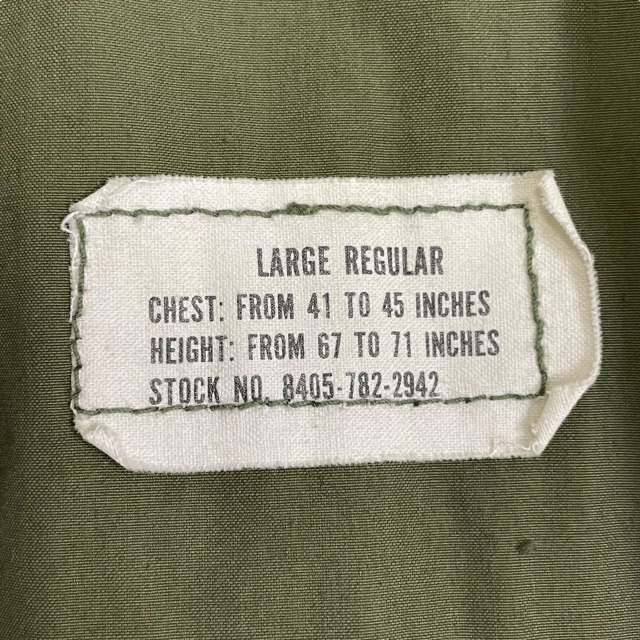 LARGE REGULAR
CHEST: FROM 41 TO 45 INCHES
HEIGHT: FROM 67 TO 71 INCHES
STOCK NO. 8405-782-2942